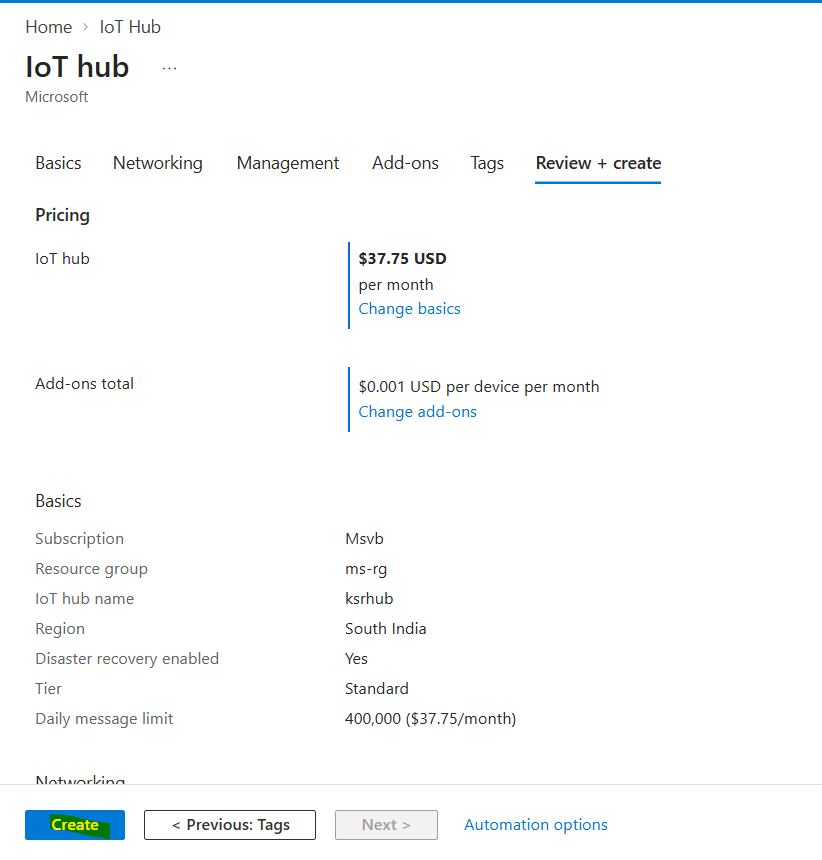 Home > IoT Hub
IoT hub ...
Microsoft
Basics Networking Management Add-ons Tags Review + create
Pricing
IoT hub
$37.75 USD
per month
Change basics
Add-ons total
$0.001 USD per device per month
Change add-ons
Basics
Subscription Msvb
Resource group ms-rg
IoT hub name ksrhub
Region South India
Disaster recovery enabled Yes
Tier Standard
Daily message limit 400,000 ($37.75/month)
Networking
Create < Previous: Tags Next > Automation options